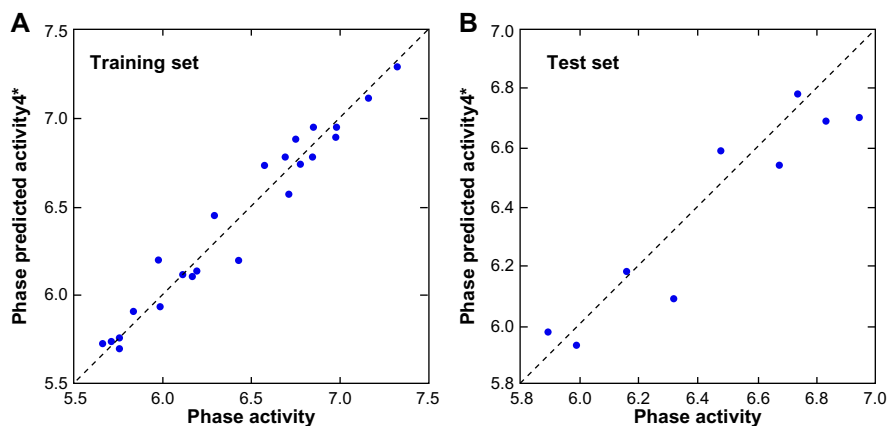 A
Training set
Phase predicted activity4*
7.5
7.0
6.5
6.0
5.5
5.5 6.0 6.5 7.0 7.5
Phase activity
B
Test set
Phase predicted activity4*
7.0
6.8
6.6
6.4
6.2
6.0
5.8
5.8 6.0 6.2 6.4 6.6 6.8 7.0
Phase activity